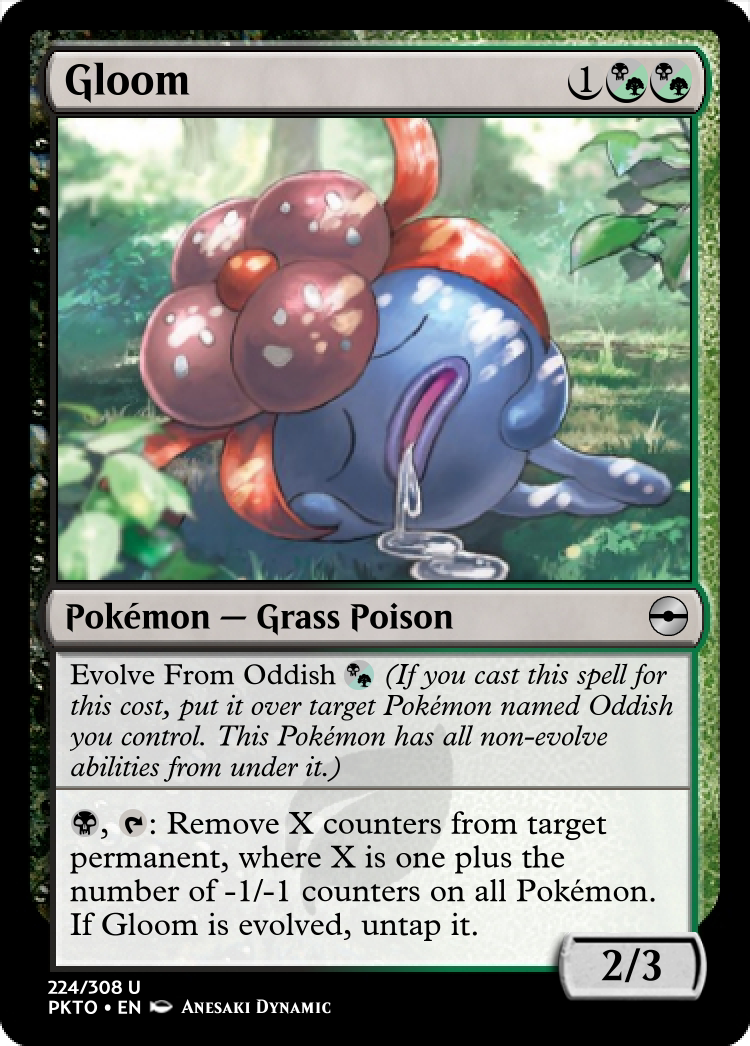 Gloom 1
Pokémon — Grass Poison
Evolve From Oddish (If you cast this spell for
this cost, put it over target Pokémon named Oddish
you control. This Pokémon has all non-evolve
abilities from under it.)
, : Remove X counters from target
permanent, where X is one plus the
number of -1/-1 counters on all Pokémon.
If Gloom is evolved, untap it.
2/3
224/308 U
PKTO • EN Anesaki Dynamic